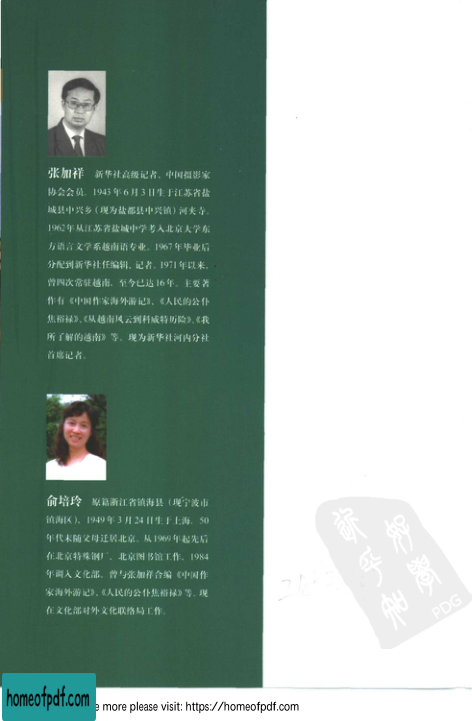 张加祥 新华社高级记者，中国摄影家
协会会员。1943年6月3日生于江苏省盐
城县中兴乡（现为盐都县中兴镇）河夹寺。
1962年从江苏省盐城中学考入北京大学东
方语言文学系越南语专业。1967年毕业后
分配到新华社任编辑、记者。1971年以来，
曾四次常驻越南，至今已达16年。主要著
作有《中国作家海外游记》、《人民的公仆
焦裕禄》、《从越南风云到科威特历险》、《我
所了解的越南》等。现为新华社河内分社
首席记者。
俞培玲 原籍浙江省镇海县（现宁波市
镇海区），1949年3月24日生于上海。50
年代末随父母迁居北京。从1969年起先后
在北京特殊钢厂、北京图书馆工作，1984
年调入文化部。曾与张加祥合编《中国作
家海外游记》、《人民的公仆焦裕禄》等。现
在文化部对外文化联络局工作。
PDG
homeofpdf.com
e more please visit: https://homeofpdf.com